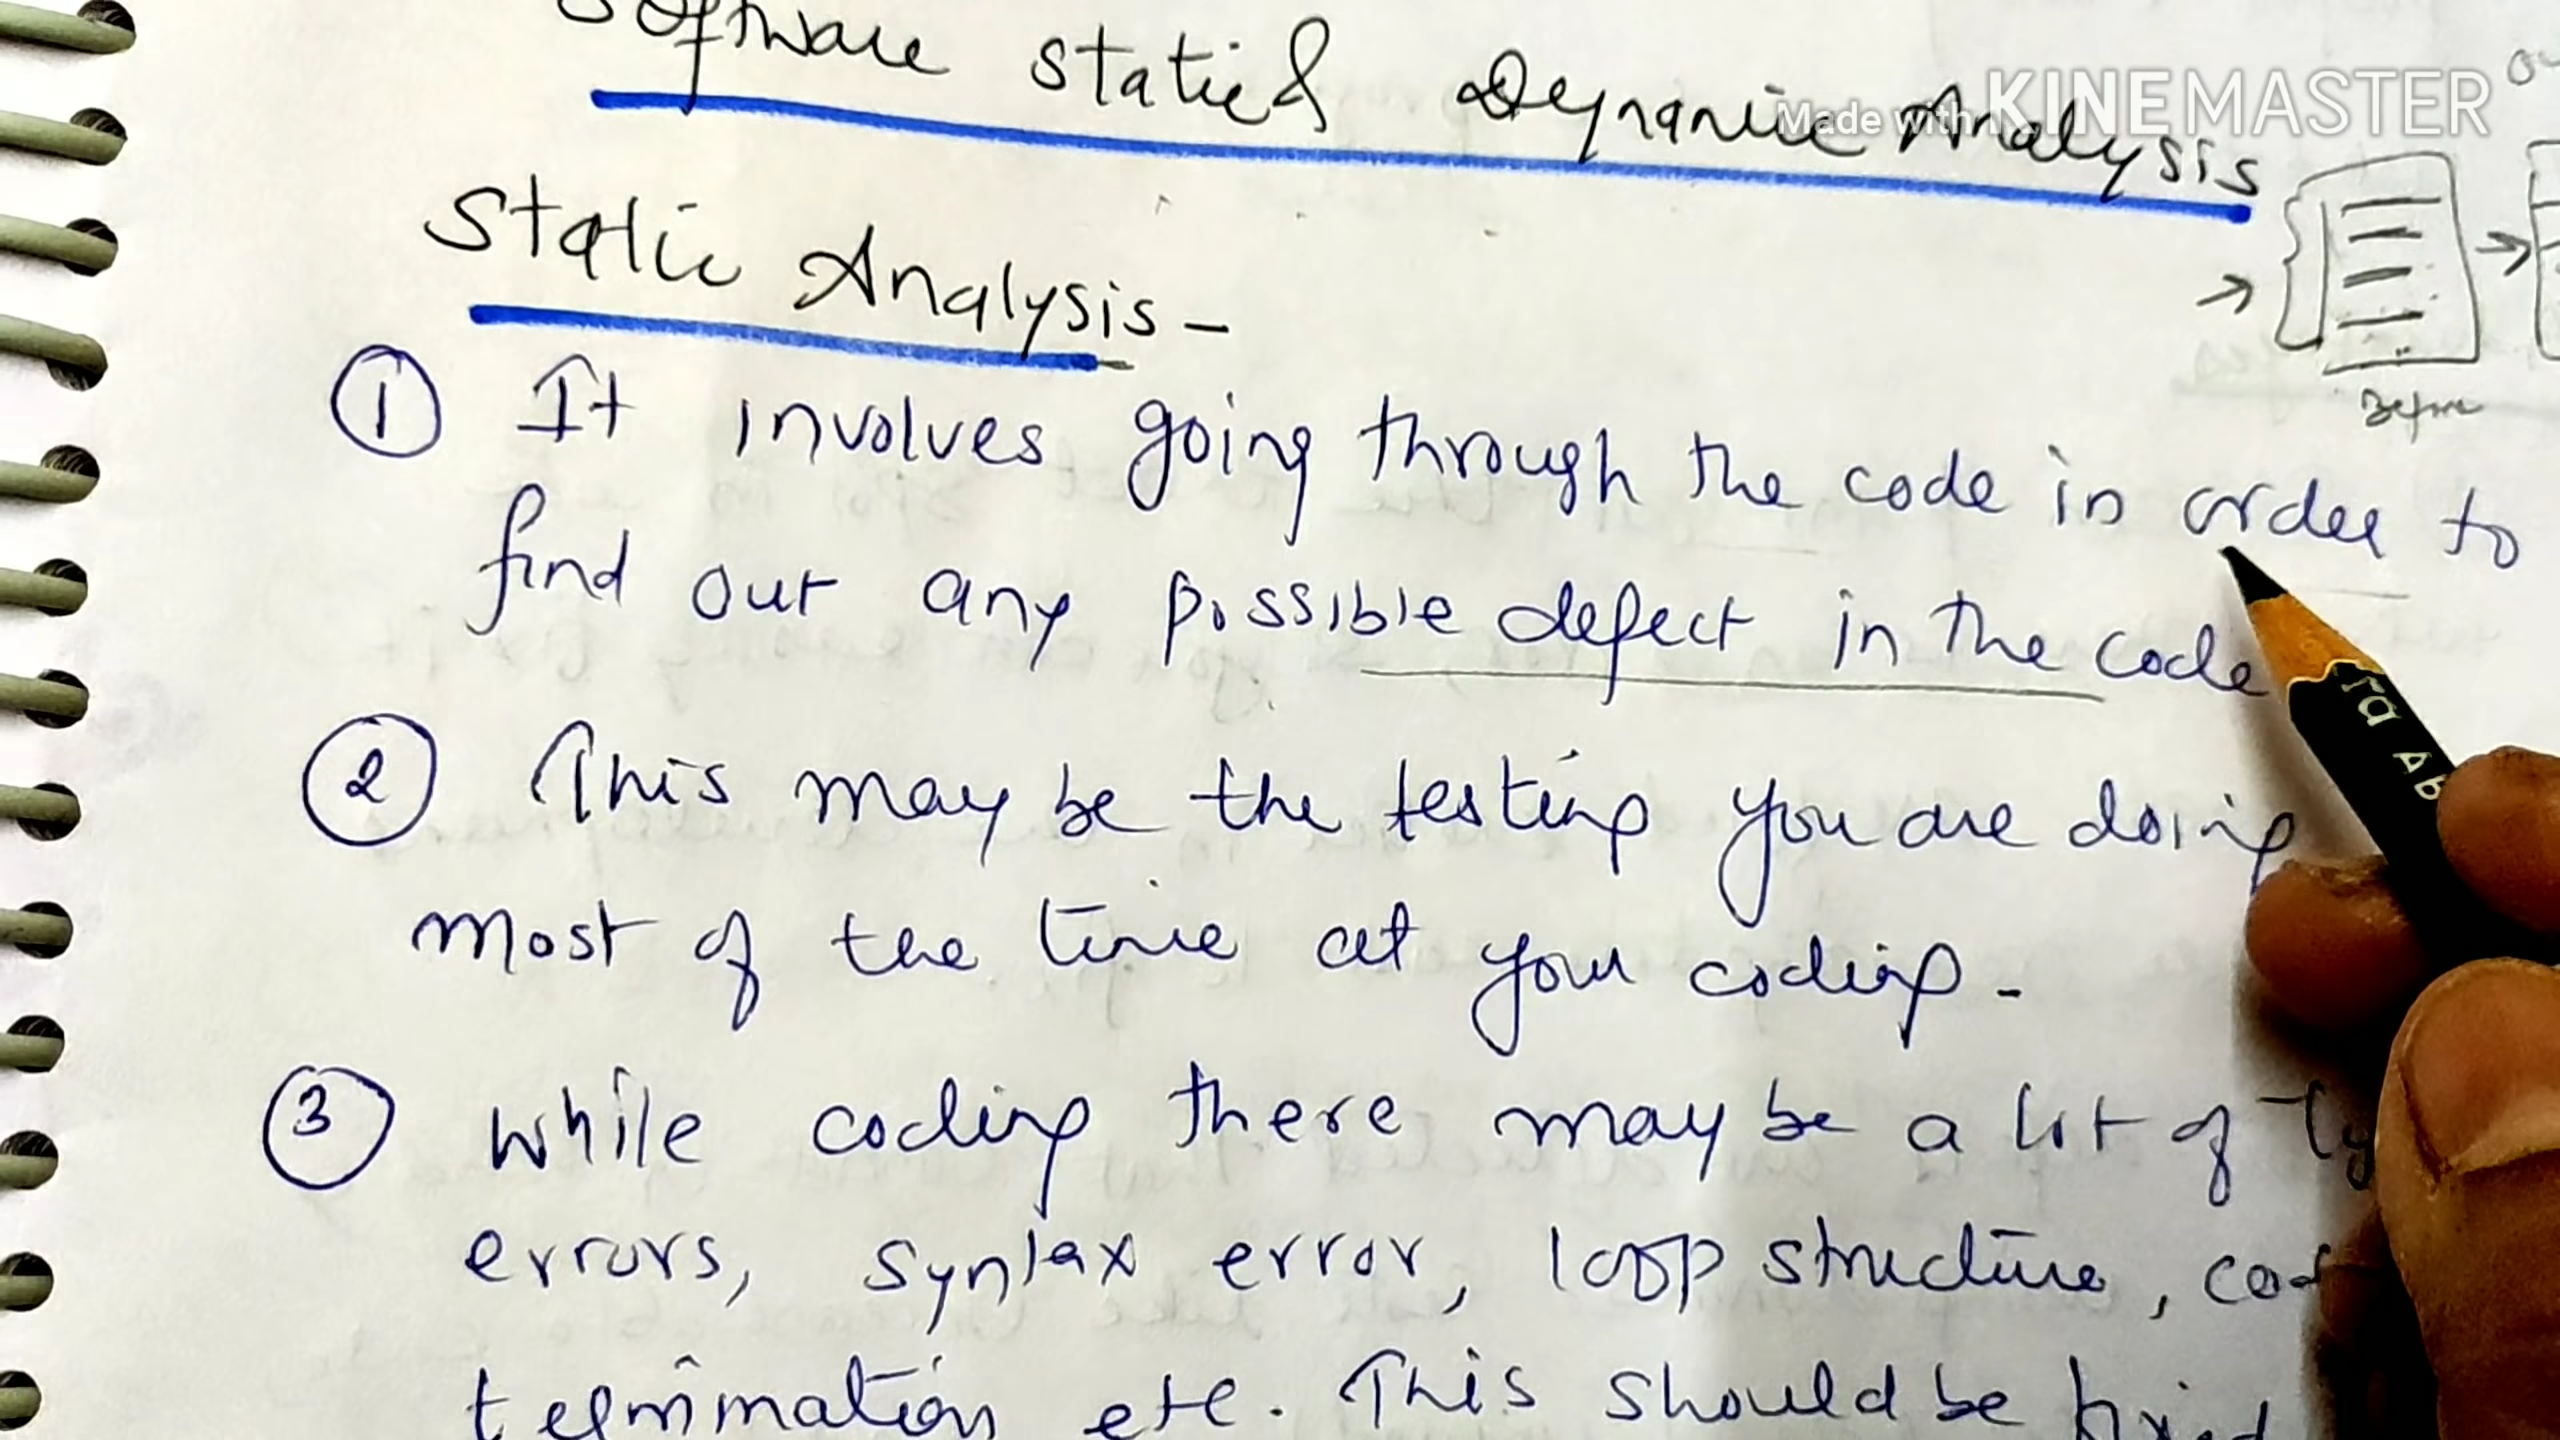 Software Static & Dynamic Analysis
Made with KINEMASTER
Static Analysis -
Before
① It involves going through the code in order to
find out any possible defect in the code
② This may be the testing you are doing
most of the time at your coding -
③ while coding there may be a lot of
errors, syntax error, loop structure,
termination etc. This should be fixed